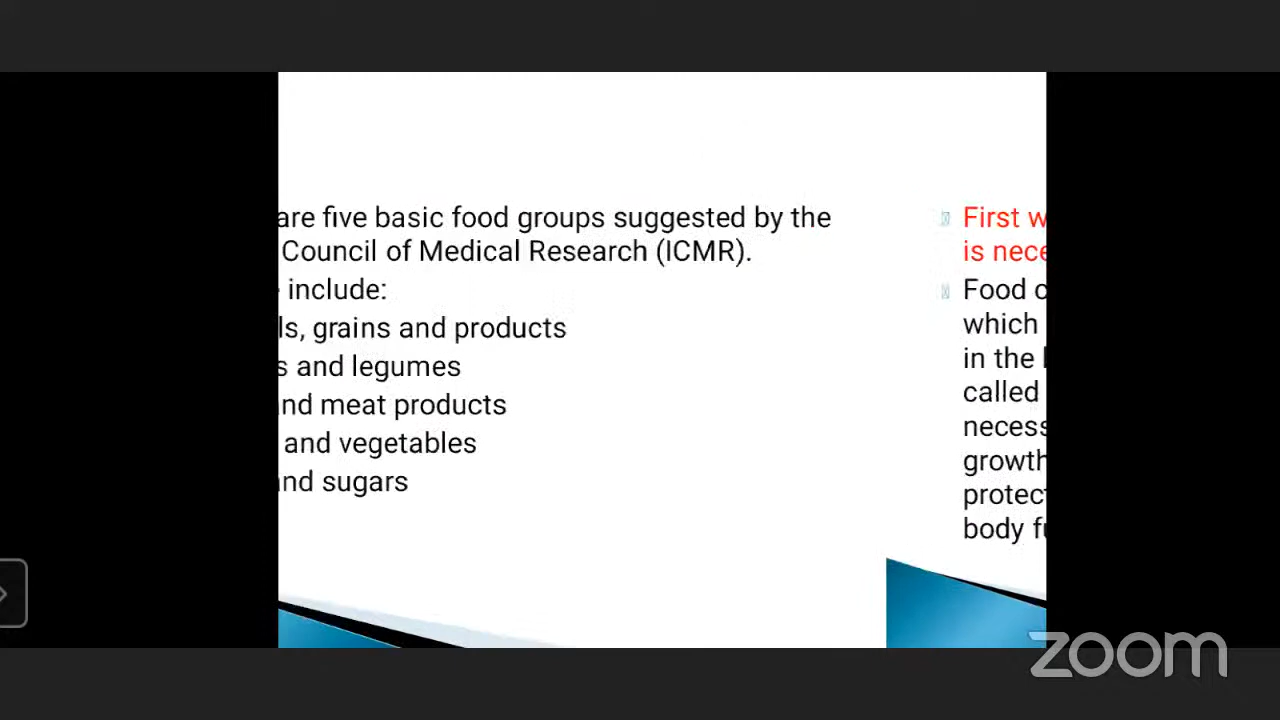 are five basic food groups suggested by the
Council of Medical Research (ICMR).
include:
ls, grains and products
s and legumes
nd meat products
and vegetables
nd sugars
First w
is nece
Food
which
in the
called
necess
growth
protec
body fu
zoom